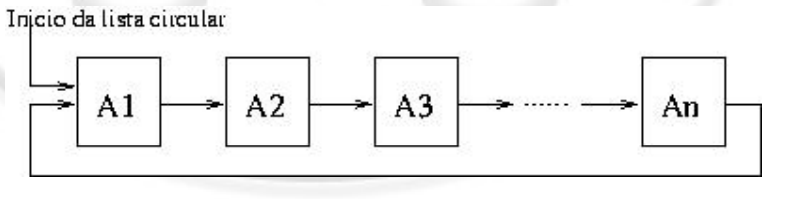 Inicio da lista circular
A1 A2 A3 ...... An